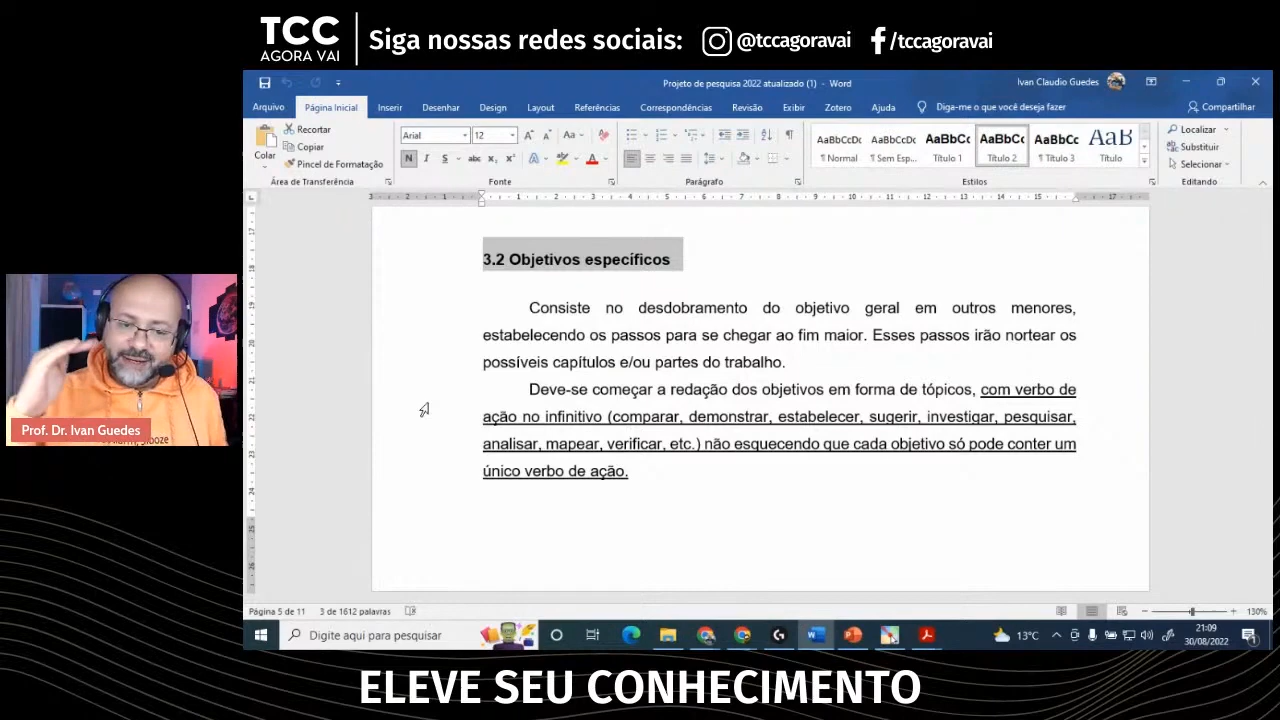 TCC
AGORA VAI
Siga nossas redes sociais:
@tccagoravai
/tccagoravai
Projeto de pesquisa 2022 atualizado (1) - Word
Ivan Claudio Guedes
Arquivo
Página Inicial
Inserir
Desenhar
Design
Layout
Referências
Correspondências
Revisão
Exibir
Zotero
Ajuda
Diga-me o que você deseja fazer
Compartilhar
Colar
Recortar
Copiar
Pincel de Formatação
Área de Transferência
Arial
12
Aa
N I S abc x₂ x²
Fonte
Parágrafo
AaBbCcDc AaBbCcDc AaBbCc AaBbCc AaBbCc AaB
¶ Normal ¶ Sem Esp... Título 1 Título 2 ¶ Título 3 Título
Estilos
Localizar
Substituir
Selecionar
Editando
3.2 Objetivos específicos
Consiste no desdobramento do objetivo geral em outros menores,
estabelecendo os passos para se chegar ao fim maior. Esses passos irão nortear os
possíveis capítulos e/ou partes do trabalho.
Deve-se começar a redação dos objetivos em forma de tópicos, com verbo de
ação no infinitivo (comparar, demonstrar, estabelecer, sugerir, investigar, pesquisar,
analisar, mapear, verificar, etc.) não esquecendo que cada objetivo só pode conter um
único verbo de ação.
Prof. Dr. Ivan Guedes
Página 5 de 11
3 de 1612 palavras
130%
Digite aqui para pesquisar
13°C
21:09
30/08/2022
ELEVE SEU CONHECIMENTO